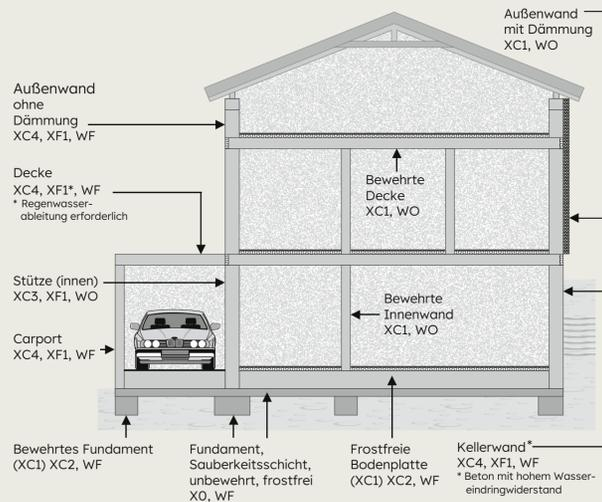 Außenwand
mit Dämmung
XC1, WO
Außenwand
ohne
Dämmung
XC4, XF1, WF
Decke
XC4, XF1*, WF
* Regenwasser-
ableitung erforderlich
Bewehrte
Decke
XC1, WO
Stütze (innen)
XC3, XF1, WO
Bewehrte
Innenwand
XC1, WO
Carport
XC4, XF1, WF
Bewehrtes Fundament
(XC1) XC2, WF
Fundament,
Sauberkeitsschicht,
unbewehrt, frostfrei
X0, WF
Frostfreie
Bodenplatte
(XC1) XC2, WF
Kellerwand*
XC4, XF1, WF
* Beton mit hohem Wasser-
eindringwiderstand